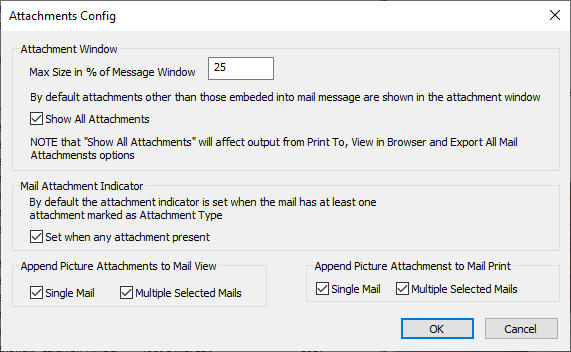 Attachments Config
Attachment Window
Max Size in % of Message Window 25
By default attachments other than those embeded into mail message are shown in the attachment window
Show All Attachments
NOTE that "Show All Attachments" will affect output from Print To, View in Browser and Export All Mail
Attachmensts options
Mail Attachment Indicator
By default the attachment indicator is set when the mail has at least one
attachment marked as Attachment Type
Set when any attachment present
Append Picture Attachments to Mail View
Single Mail Multiple Selected Mails
Append Picture Attachmenst to Mail Print
Single Mail Multiple Selected Mails
OK Cancel